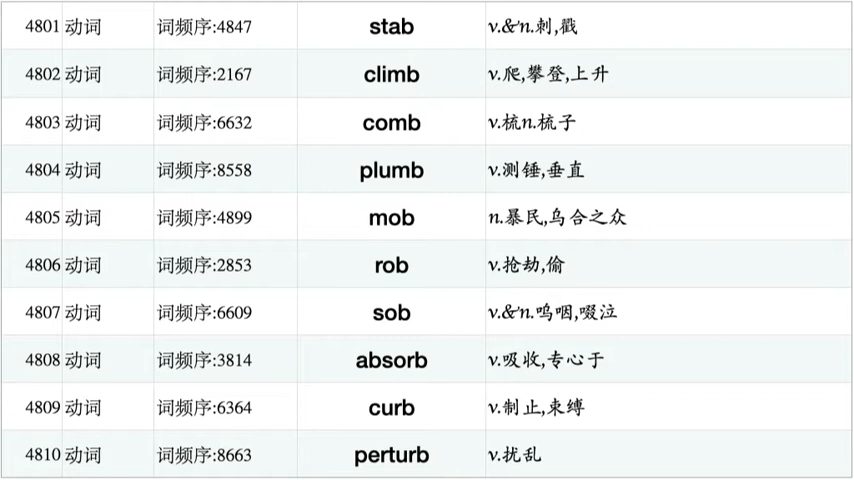 4801 动词 词频序:4847 stab v.&n.刺,戳
4802 动词 词频序:2167 climb v.爬,攀登,上升
4803 动词 词频序:6632 comb v.梳n.梳子
4804 动词 词频序:8558 plumb v.测锤,垂直
4805 动词 词频序:4899 mob n.暴民,乌合之众
4806 动词 词频序:2853 rob v.抢劫,偷
4807 动词 词频序:6609 sob v.&n.呜咽,啜泣
4808 动词 词频序:3814 absorb v.吸收,专心于
4809 动词 词频序:6364 curb v.制止,束缚
4810 动词 词频序:8663 perturb v.扰乱